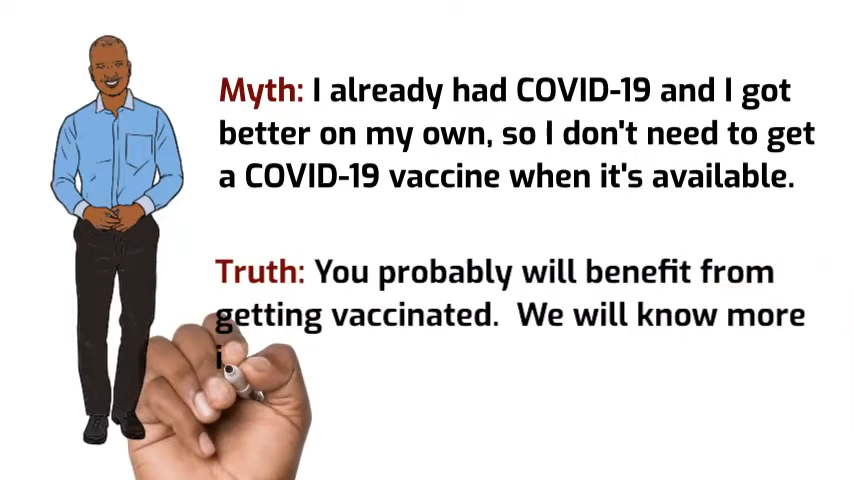 Myth: I already had COVID-19 and I got
better on my own, so I don't need to get
a COVID-19 vaccine when it's available.
Truth: You probably will benefit from
getting vaccinated.  We will know more
i